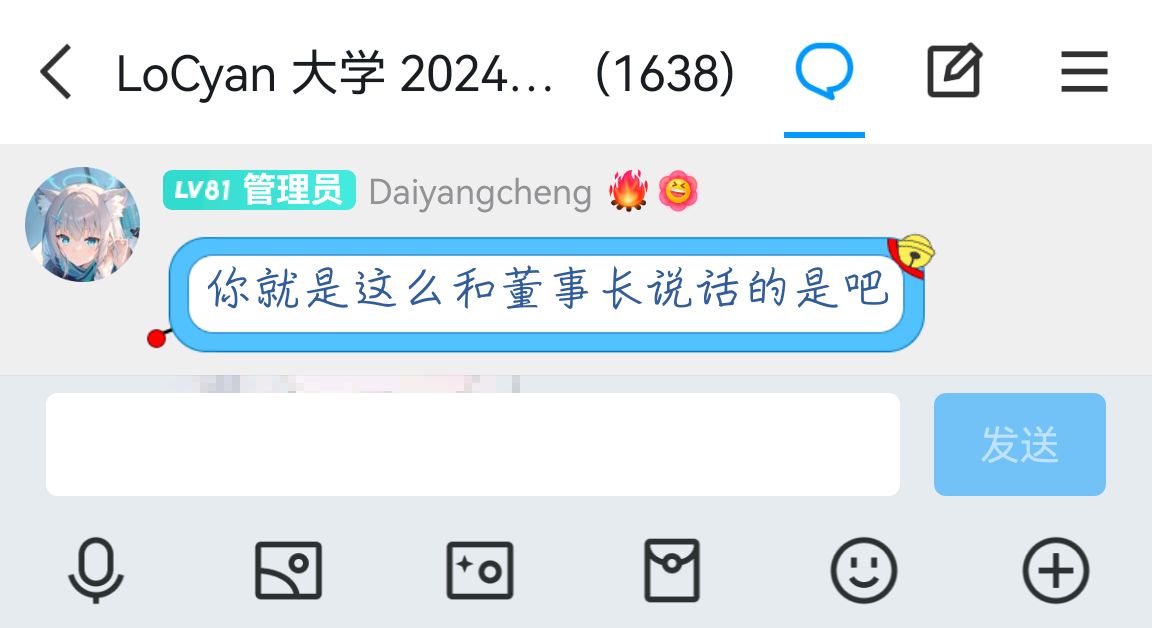 LoCyan 大学 2024... (1638)
LV81 管理员 Daiyangcheng
你就是这么和董事长说话的是吧
发送